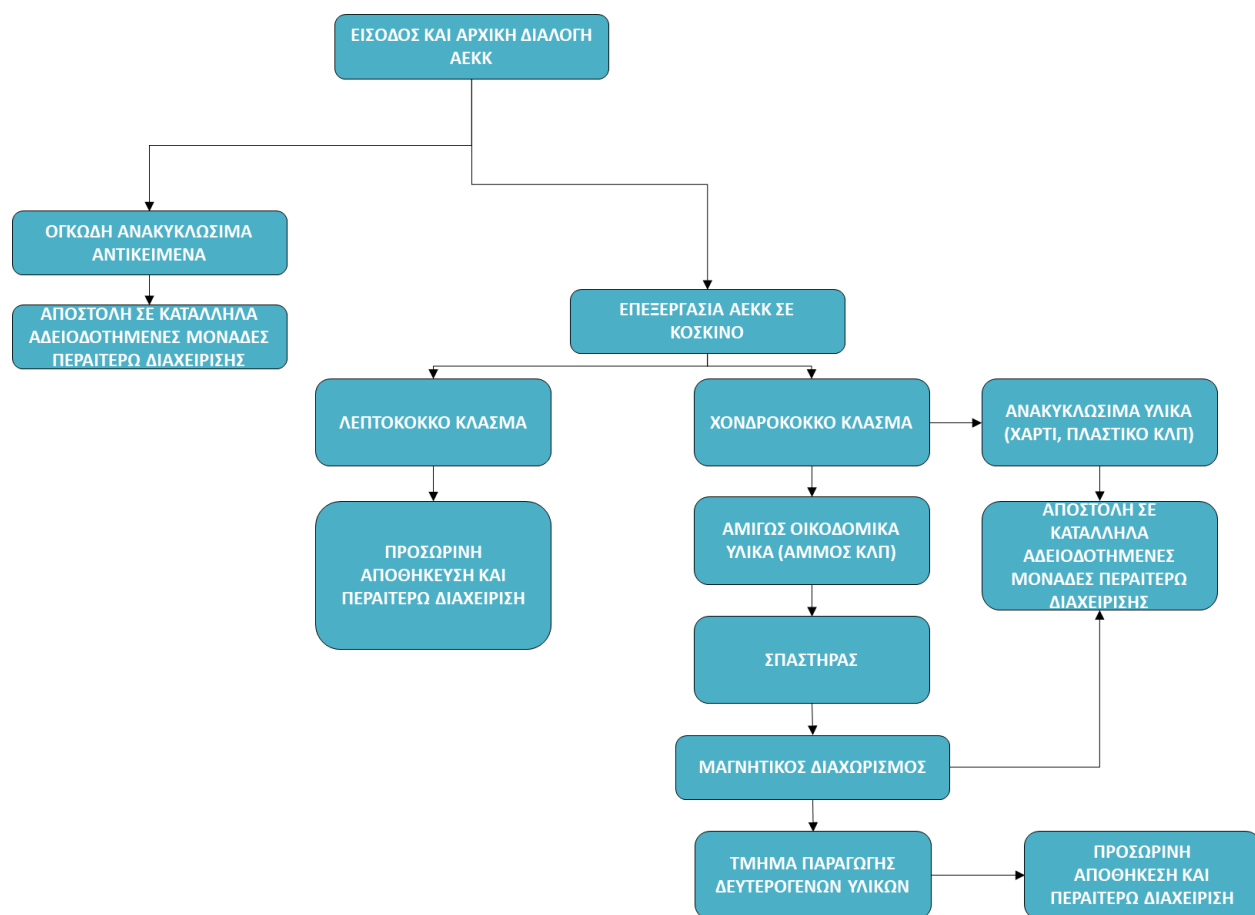 ΕΙΣΟΔΟΣ ΚΑΙ ΑΡΧΙΚΗ ΔΙΑΛΟΓΗ
ΑΕΚΚ
ΟΓΚΩΔΗ ΑΝΑΚΥΚΛΩΣΙΜΑ
ΑΝΤΙΚΕΙΜΕΝΑ
ΑΠΟΣΤΟΛΗ ΣΕ ΚΑΤΑΛΛΗΛΑ
ΑΔΕΙΟΔΟΤΗΜΕΝΕΣ ΜΟΝΑΔΕΣ
ΠΕΡΑΙΤΕΡΩ ΔΙΑΧΕΙΡΙΣΗΣ
ΕΠΕΞΕΡΓΑΣΙΑ ΑΕΚΚ ΣΕ
ΚΟΣΚΙΝΟ
ΛΕΠΤΟΚΟΚΚΟ ΚΛΑΣΜΑ
ΧΟΝΔΡΟΚΟΚΚΟ ΚΛΑΣΜΑ
ΑΝΑΚΥΚΛΩΣΙΜΑ ΥΛΙΚΑ
(ΧΑΡΤΙ, ΠΛΑΣΤΙΚΟ ΚΛΠ)
ΠΡΟΣΩΡΙΝΗ
ΑΠΟΘΗΚΕΥΣΗ ΚΑΙ
ΠΕΡΑΙΤΕΡΩ ΔΙΑΧΕΙΡΙΣΗ
ΑΜΙΓΩΣ ΟΙΚΟΔΟΜΙΚΑ
ΥΛΙΚΑ (ΑΜΜΟΣ ΚΛΠ)
ΑΠΟΣΤΟΛΗ ΣΕ
ΚΑΤΑΛΛΗΛΑ
ΑΔΕΙΟΔΟΤΗΜΕΝΕΣ
ΜΟΝΑΔΕΣ ΠΕΡΑΙΤΕΡΩ
ΔΙΑΧΕΙΡΙΣΗΣ
ΣΠΑΣΤΗΡΑΣ
ΜΑΓΝΗΤΙΚΟΣ ΔΙΑΧΩΡΙΣΜΟΣ
ΤΜΗΜΑ ΠΑΡΑΓΩΓΗΣ
ΔΕΥΤΕΡΟΓΕΝΩΝ ΥΛΙΚΩΝ
ΠΡΟΣΩΡΙΝΗ
ΑΠΟΘΗΚΕΣΗ ΚΑΙ
ΠΕΡΑΙΤΕΡΩ ΔΙΑΧΕΙΡΙΣΗ